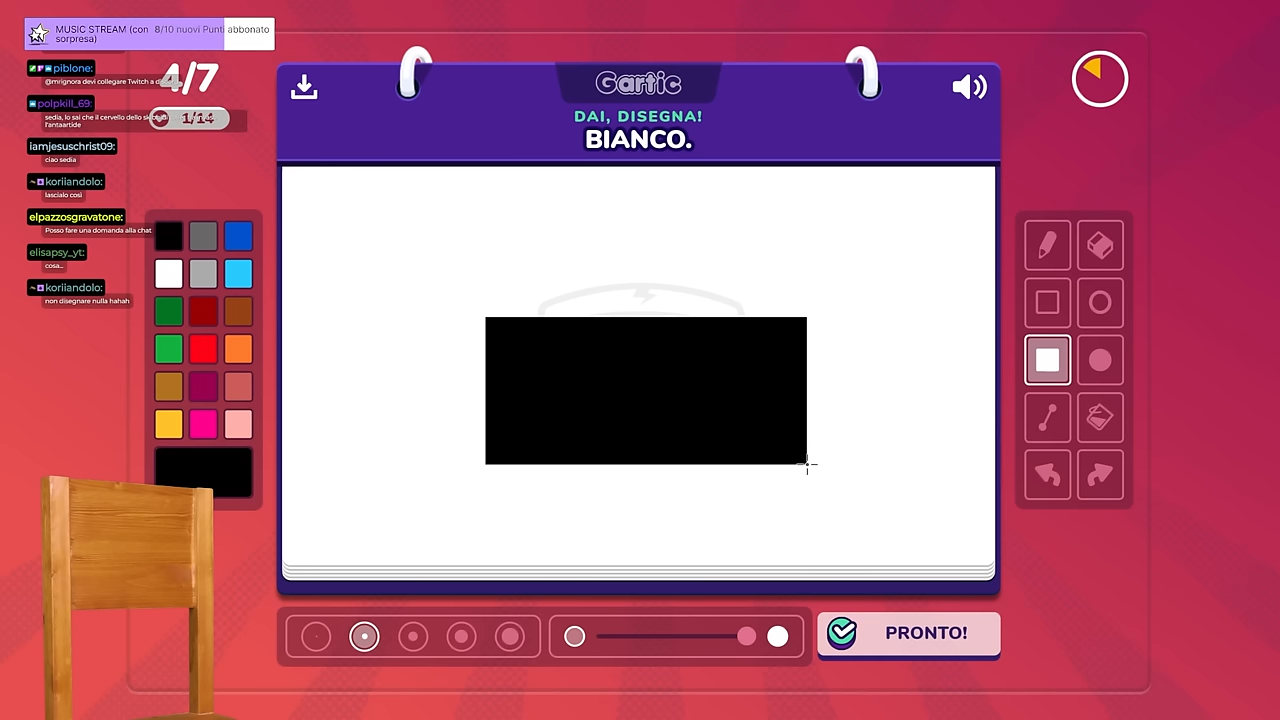 MUSIC STREAM (con sorpresa)
8/10 nuovi Punti abbonato
piblone:
@mrignora devi collegare Twitch a
4/7
polpkill_69:
sedia, lo sai che il cervello dello
l'antaartide
1/14
iamjesuschrist09:
ciao sedia
koriiandolo:
lascialo così
elpazzosgravatone:
Posso fare una domanda alla chat
elisapsy_yt:
cosa...
koriiandolo:
non disegnare nulla hahah
Gartic
DAI, DISEGNA!
BIANCO.
PRONTO!